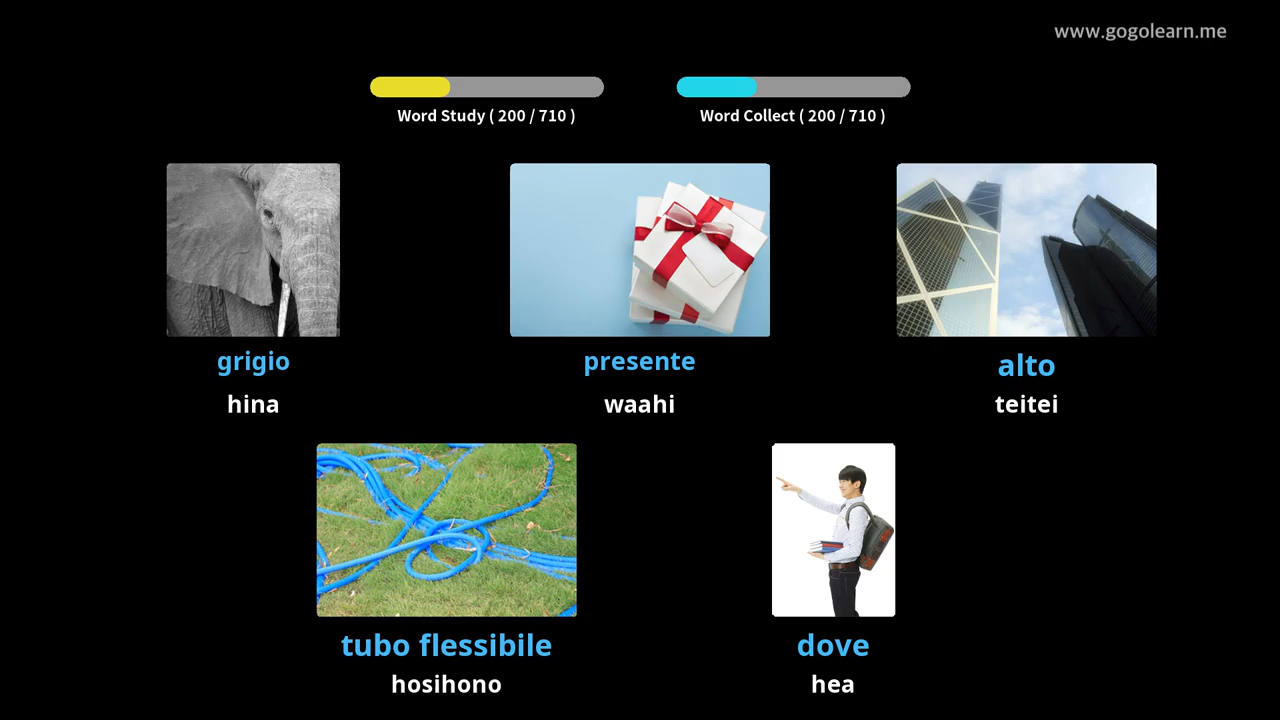 www.gogolearn.me
Word Study ( 200 / 710 )
Word Collect ( 200 / 710 )
grigio
hina
presente
waahi
alto
teitei
tubo flessibile
hosihono
dove
hea